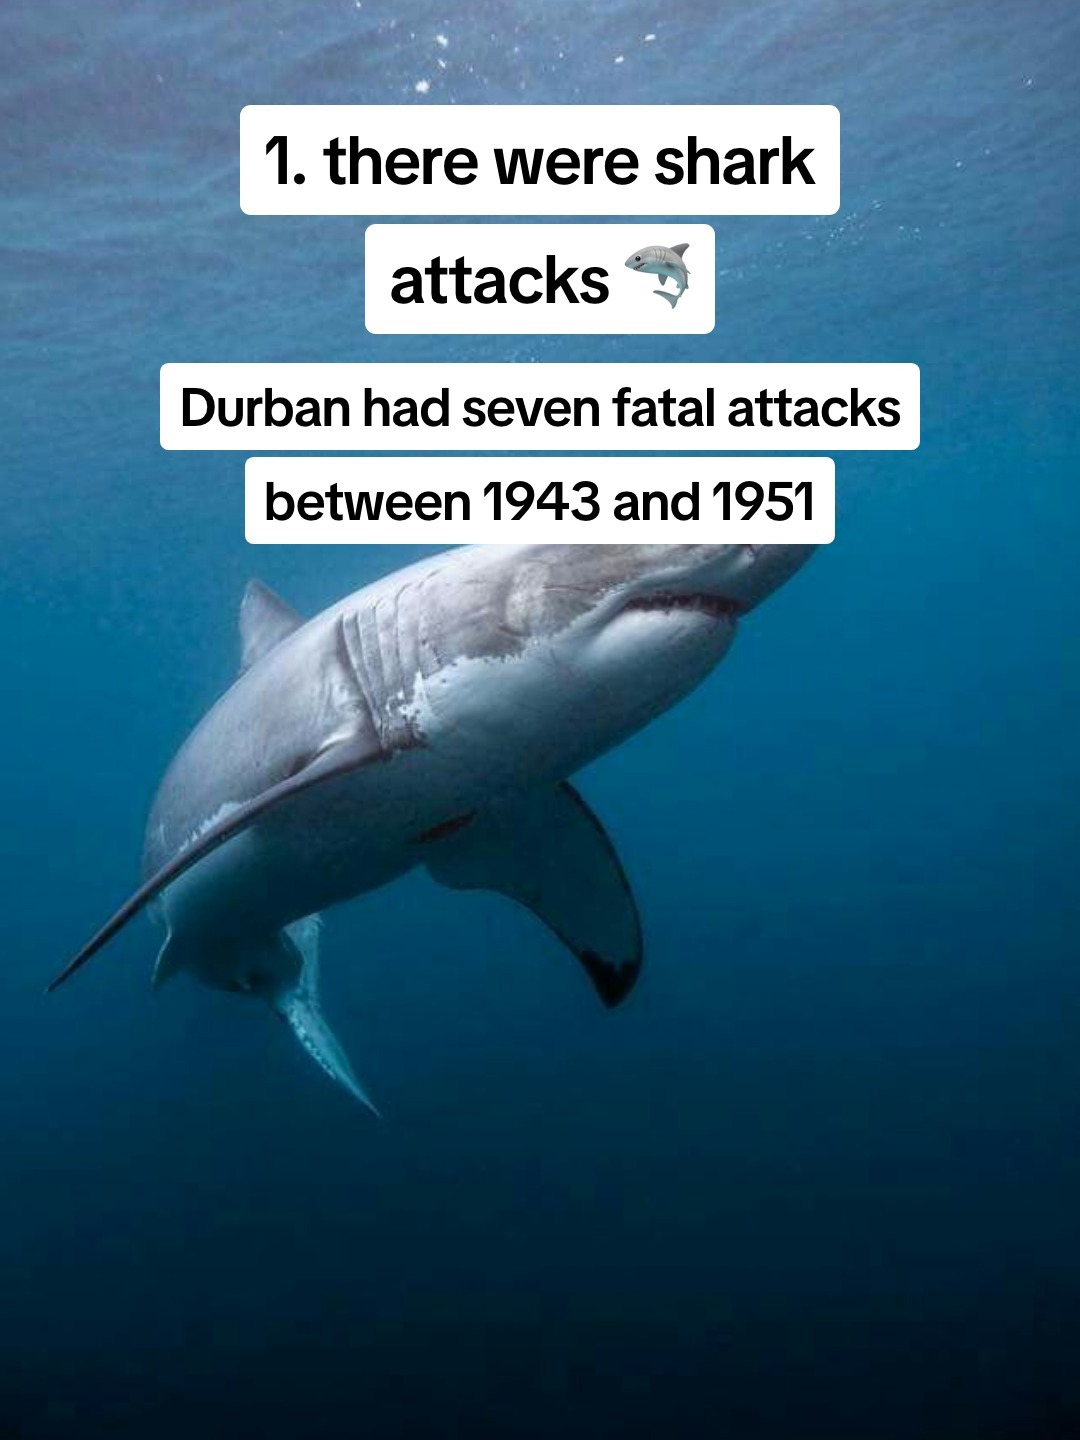 1. there were shark
attacks 🦈
Durban had seven fatal attacks
between 1943 and 1951